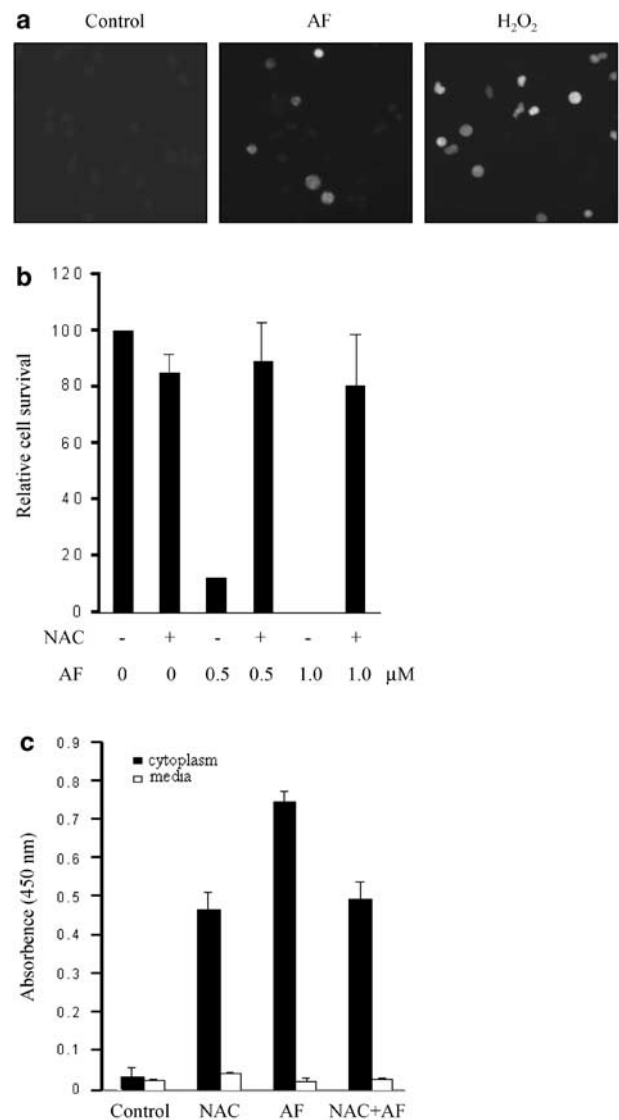 a
Control AF H₂O₂
b
Relative cell survival
120
100
80
60
40
20
0
NAC - + - + - +
AF 0 0 0.5 0.5 1.0 1.0 μM
c
Absorbence (450 nm)
0.9
0.8
0.7
0.6
0.5
0.4
0.3
0.2
0.1
0
cytoplasm
media
Control NAC AF NAC+AF